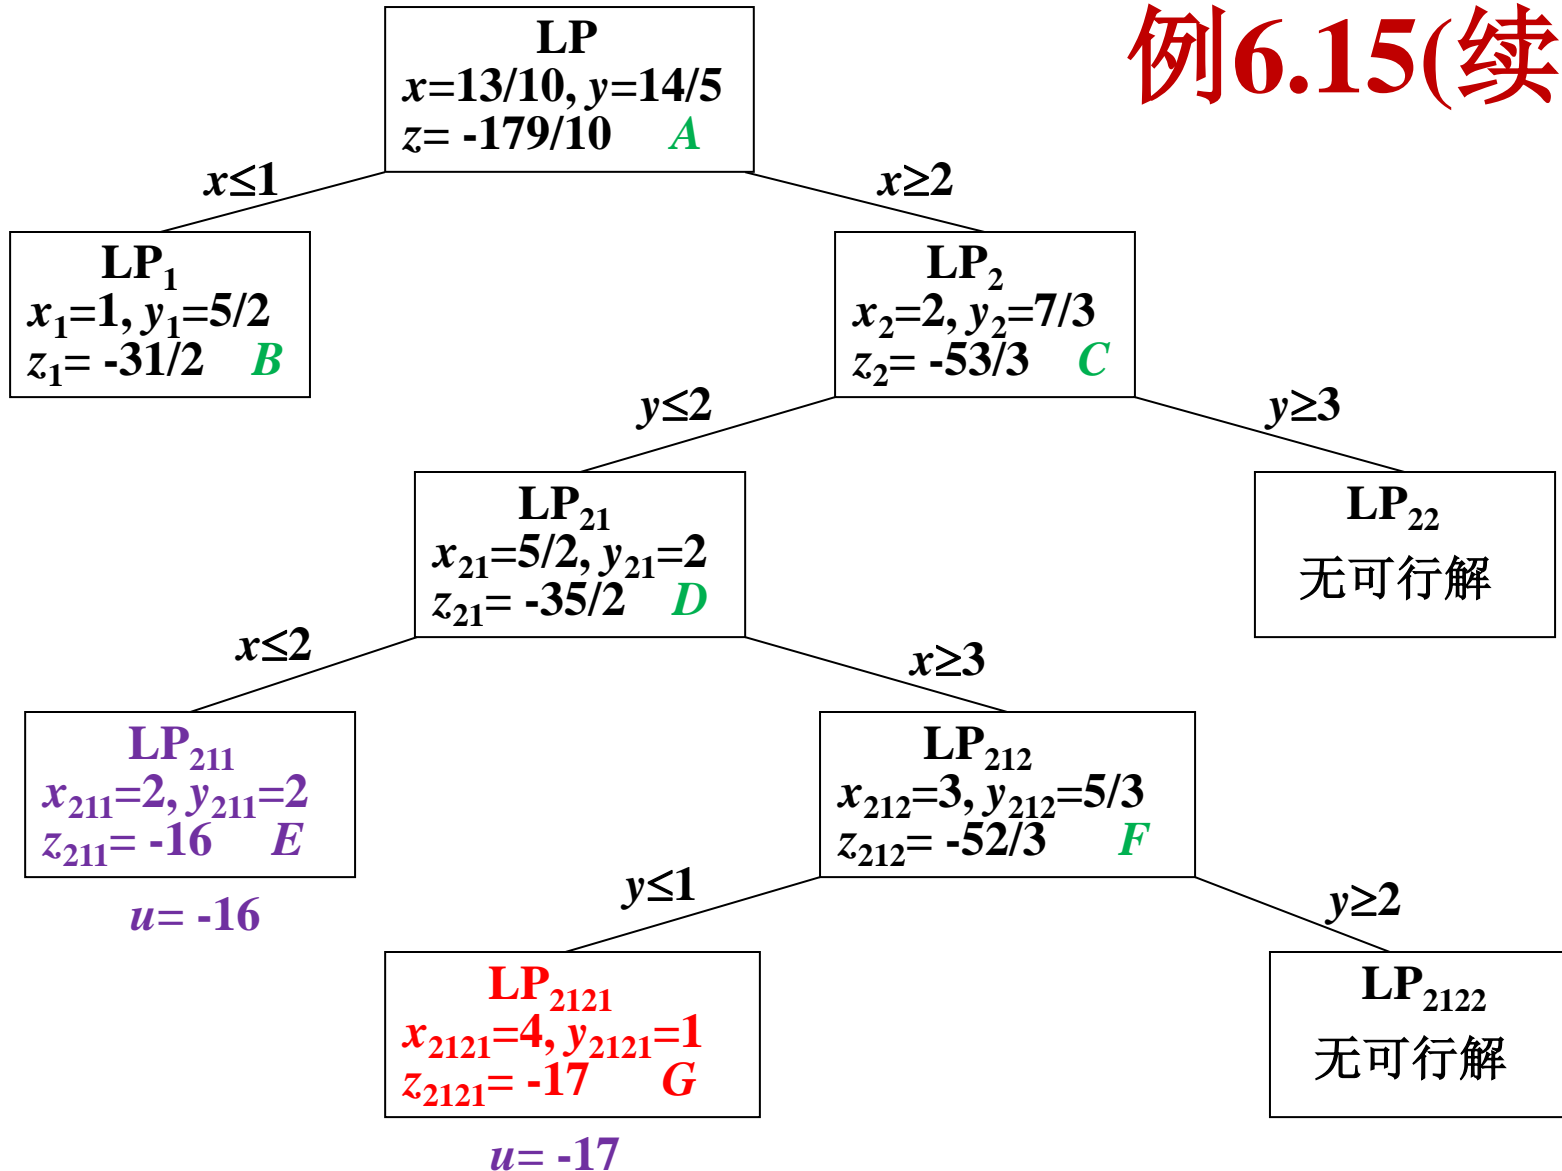 例6.15(续
LP
x=13/10, y=14/5
z= -179/10 A
x≤1
x≥2
LP₁
x₁=1, y₁=5/2
z₁= -31/2 B
LP₂
x₂=2, y₂=7/3
z₂= -53/3 C
y≤2
y≥3
LP₂₁
x₂₁=5/2, y₂₁=2
z₂₁= -35/2 D
LP₂₂
无可行解
x≤2
x≥3
LP₂₁₁
x₂₁₁=2, y₂₁₁=2
z₂₁₁= -16 E
u= -16
LP₂₁₂
x₂₁₂=3, y₂₁₂=5/3
z₂₁₂= -52/3 F
y≤1
y≥2
LP₂₁₂₁
x₂₁₂₁=4, y₂₁₂₁=1
z₂₁₂₁= -17 G
u= -17
LP₂₁₂₂
无可行解